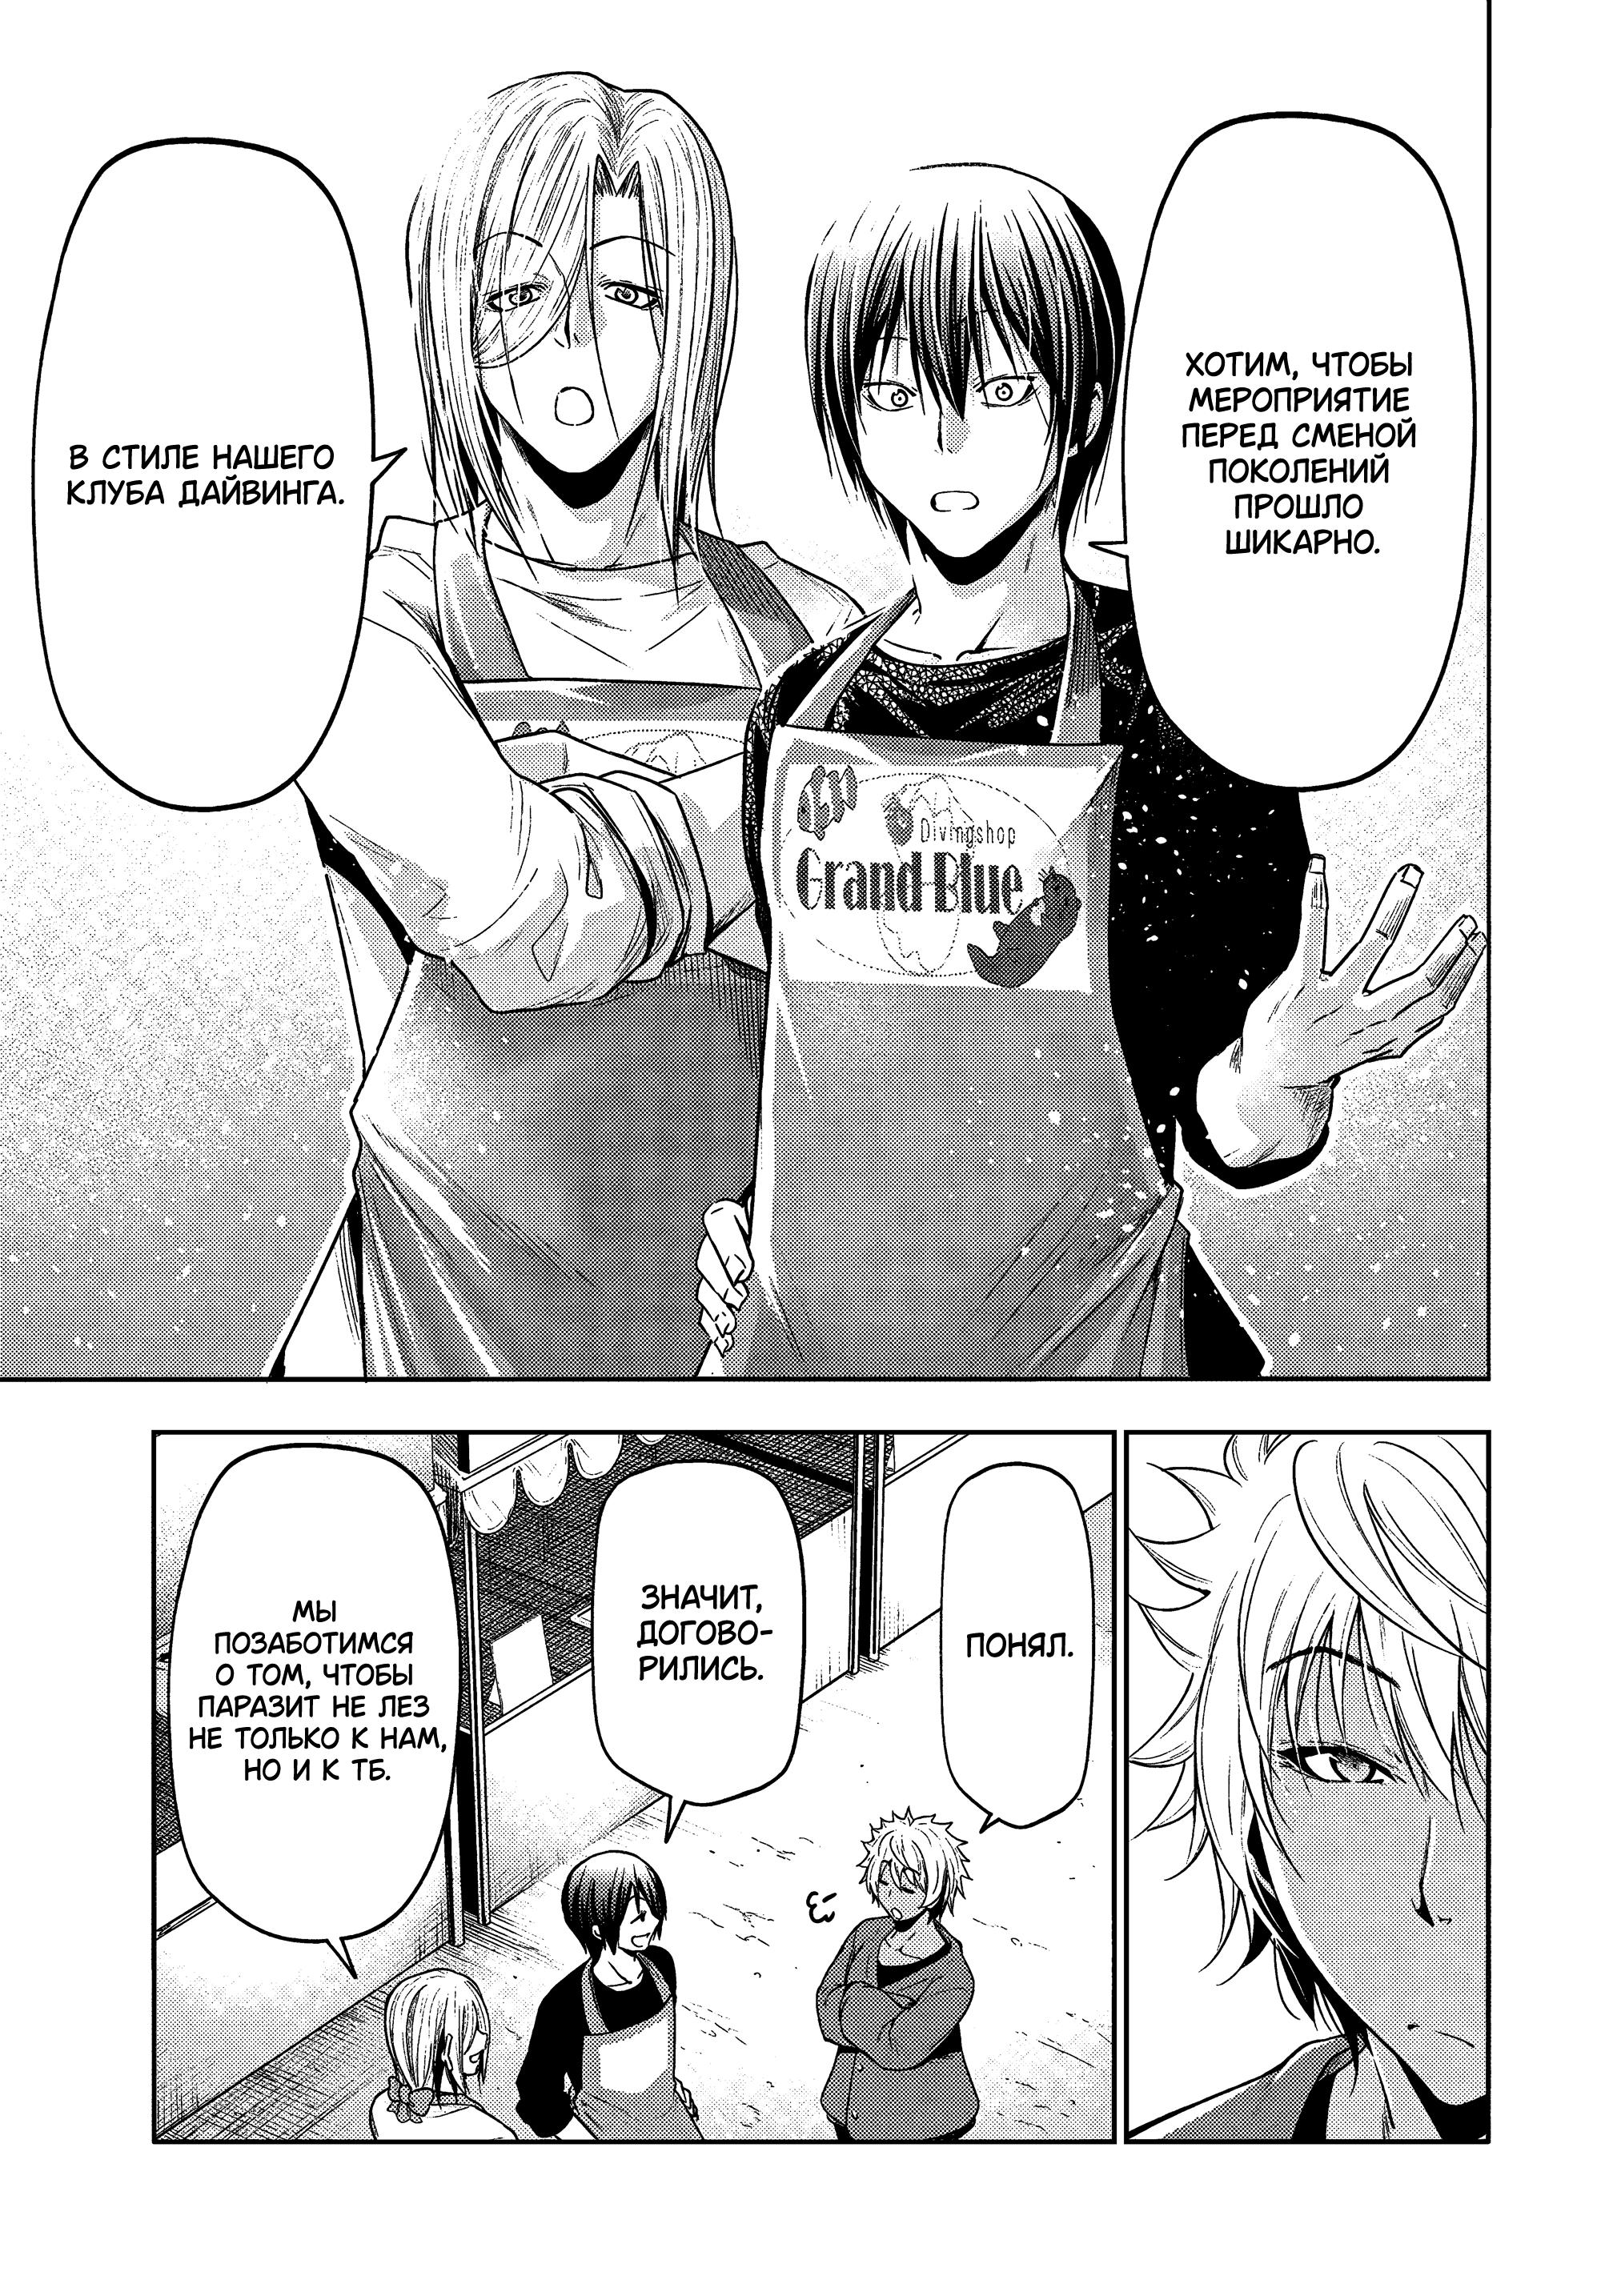 ХОТИМ, ЧТОБЫ
МЕРОПРИЯТИЕ
ПЕРЕД СМЕНОЙ
ПОКОЛЕНИЙ
ПРОШЛО
ШИКАРНО.
В СТИЛЕ НАШЕГО
КЛУБА ДАЙВИНГА.
Divingshop
Grand Blue
ПОНЯЛ.
ЗНАЧИТ,
ДОГОВО-
РИЛИСЬ.
МЫ
ПОЗАБОТИМСЯ
О ТОМ, ЧТОБЫ
ПАРАЗИТ НЕ ЛЕЗ
НЕ ТОЛЬКО К НАМ,
НО И К ТБ.